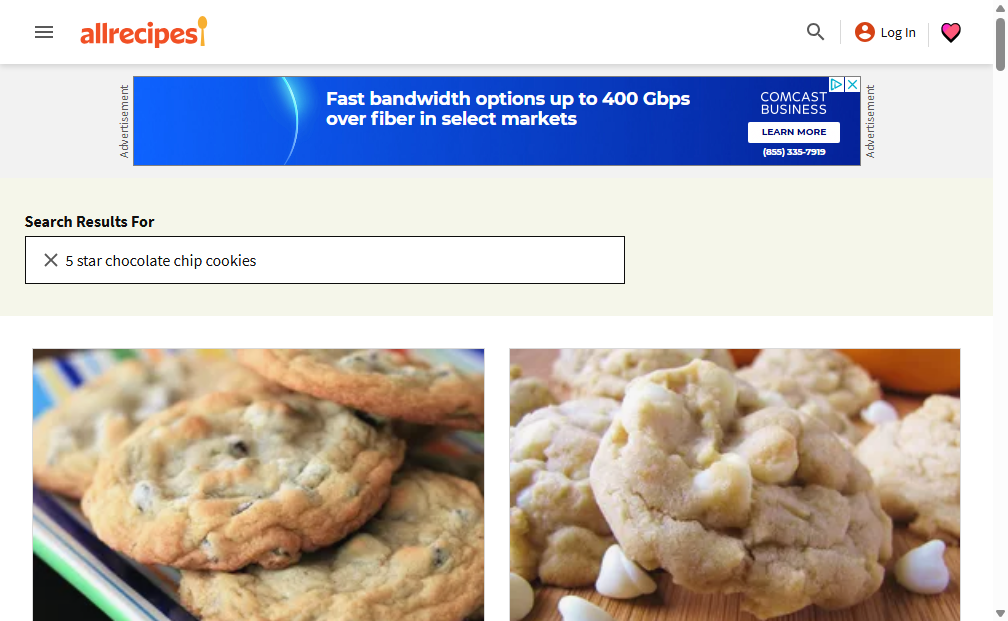 allrecipes
Log In
Advertisement
Fast bandwidth options up to 400 Gbps
over fiber in select markets
COMCAST
BUSINESS
LEARN MORE
(855) 335-7919
Advertisement
Search Results For
5 star chocolate chip cookies